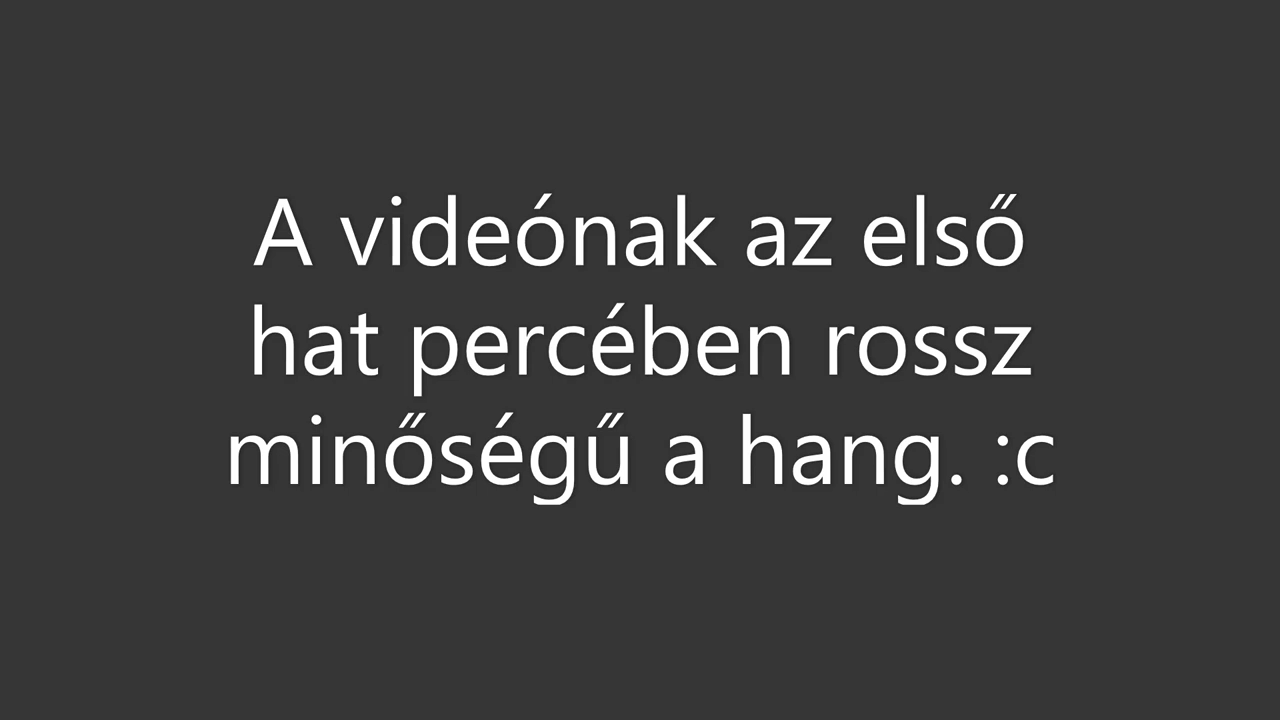 A videónak az első
hat percében rossz
minőségű a hang. :c